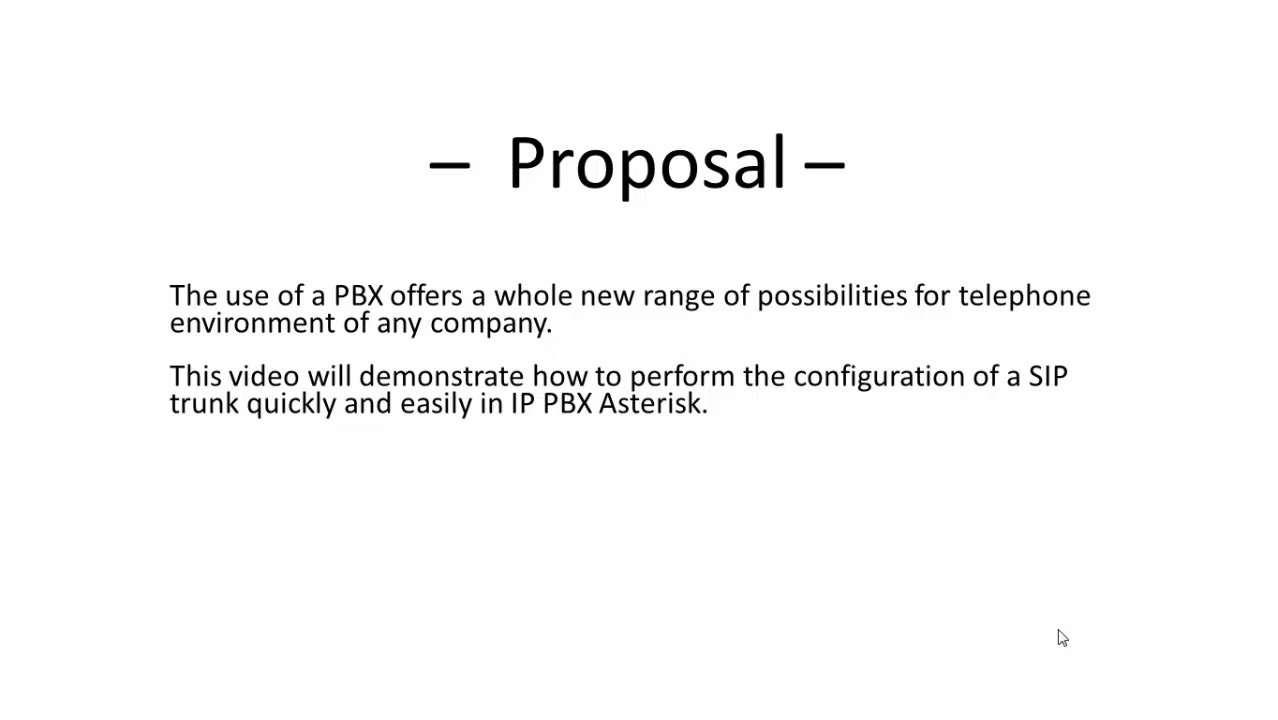 – Proposal –
The use of a PBX offers a whole new range of possibilities for telephone
environment of any company.
This video will demonstrate how to perform the configuration of a SIP
trunk quickly and easily in IP PBX Asterisk.